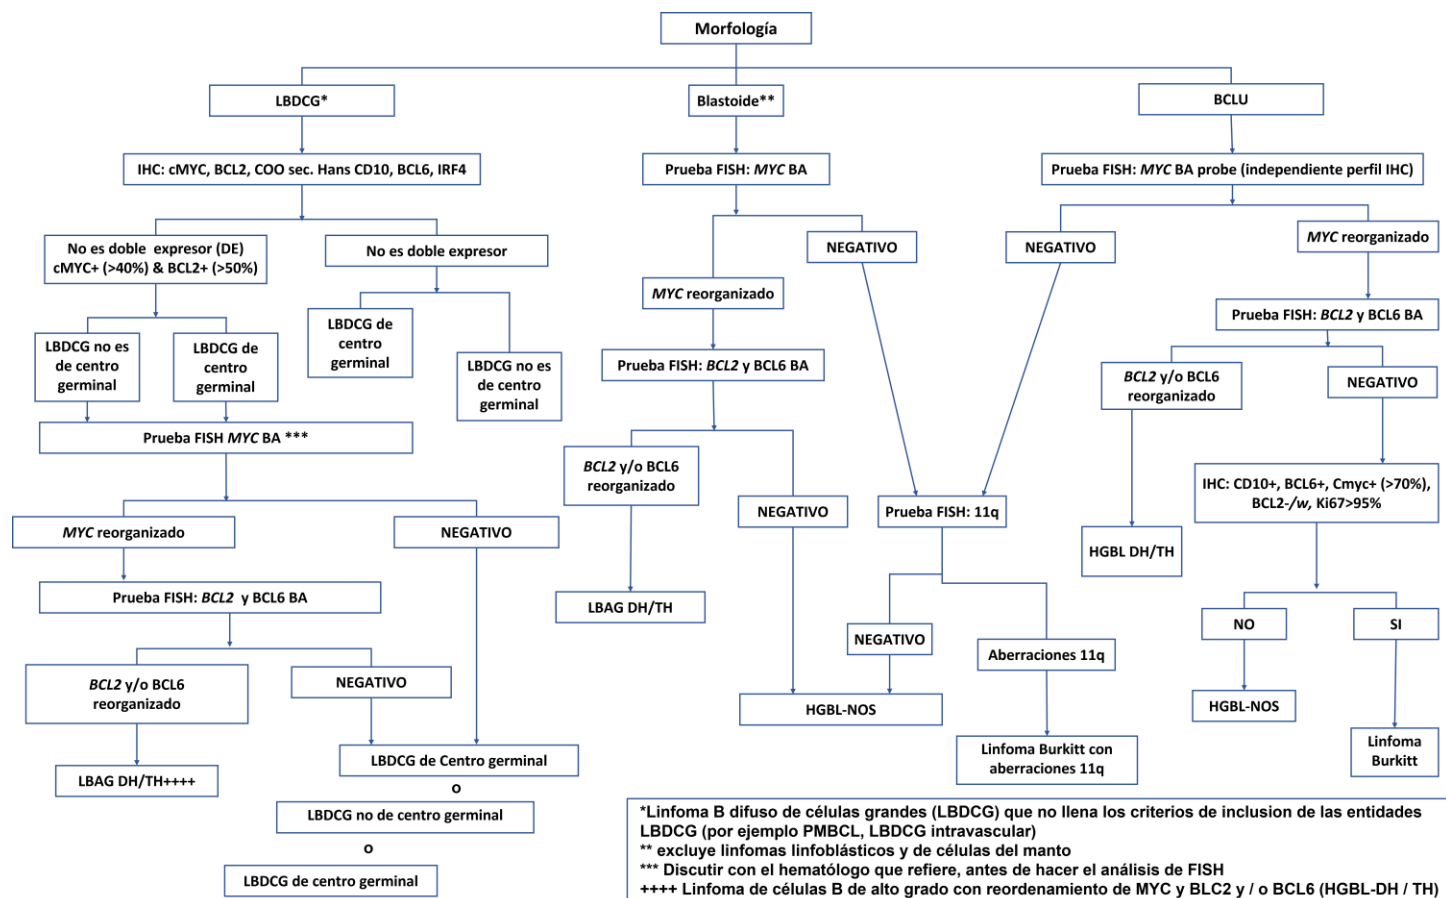 Morfología
LBDCG*
Blastoide**
BCLU
IHC: cMYC, BCL2, COO sec. Hans CD10, BCL6, IRF4
Prueba FISH: MYC BA
Prueba FISH: MYC BA probe (independiente perfil IHC)
No es doble expresor (DE)
cMYC+ (>40%) & BCL2+ (>50%)
No es doble expresor
NEGATIVO
NEGATIVO
MYC reorganizado
MYC reorganizado
LBDCG no es
de centro
germinal
LBDCG de
centro
germinal
LBDCG de
centro
germinal
LBDCG no es
de centro
germinal
Prueba FISH: BCL2 y BCL6 BA
Prueba FISH: BCL2 y BCL6 BA
BCL2 y/o BCL6
reorganizado
NEGATIVO
Prueba FISH MYC BA ***
BCL2 y/o BCL6
reorganizado
NEGATIVO
Prueba FISH: 11q
IHC: CD10+, BCL6+, Cmyc+ (>70%),
BCL2-/w, Ki67>95%
MYC reorganizado
NEGATIVO
HGBL DH/TH
Prueba FISH: BCL2 y BCL6 BA
LBAG DH/TH
NEGATIVO
Aberraciones 11q
NO
SI
BCL2 y/o BCL6
reorganizado
NEGATIVO
HGBL-NOS
HGBL-NOS
LBDCG de Centro germinal
Linfoma Burkitt con
aberraciones 11q
Linfoma
Burkitt
LBAG DH/TH++++
o
LBDCG no de centro germinal
o
LBDCG de centro germinal
*Linfoma B difuso de células grandes (LBDCG) que no llena los criterios de inclusion de las entidades
LBDCG (por ejemplo PMBCL, LBDCG intravascular)
** excluye linfomas linfoblásticos y de células del manto
*** Discutir con el hematólogo que refiere, antes de hacer el análisis de FISH
++++ Linfoma de células B de alto grado con reordenamiento de MYC y BLC2 y / o BCL6 (HGBL-DH / TH)